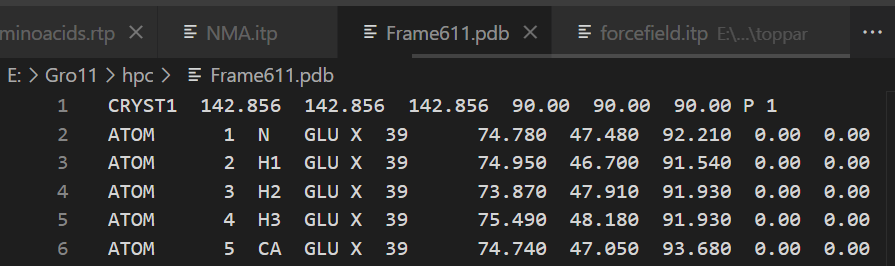 minoacids.rtp × NMA.itp Frame611.pdb × forcefield.itp E:\...\toppar ...
E: > Gro11 > hpc > Frame611.pdb
1 CRYST1 142.856 142.856 142.856 90.00 90.00 90.00 P 1
2 ATOM 1 N GLU X 39 74.780 47.480 92.210 0.00 0.00
3 ATOM 2 H1 GLU X 39 74.950 46.700 91.540 0.00 0.00
4 ATOM 3 H2 GLU X 39 73.870 47.910 91.930 0.00 0.00
5 ATOM 4 H3 GLU X 39 75.490 48.180 91.930 0.00 0.00
6 ATOM 5 CA GLU X 39 74.740 47.050 93.680 0.00 0.00